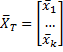 X̄_T = [x̄_1
...
x̄_k]